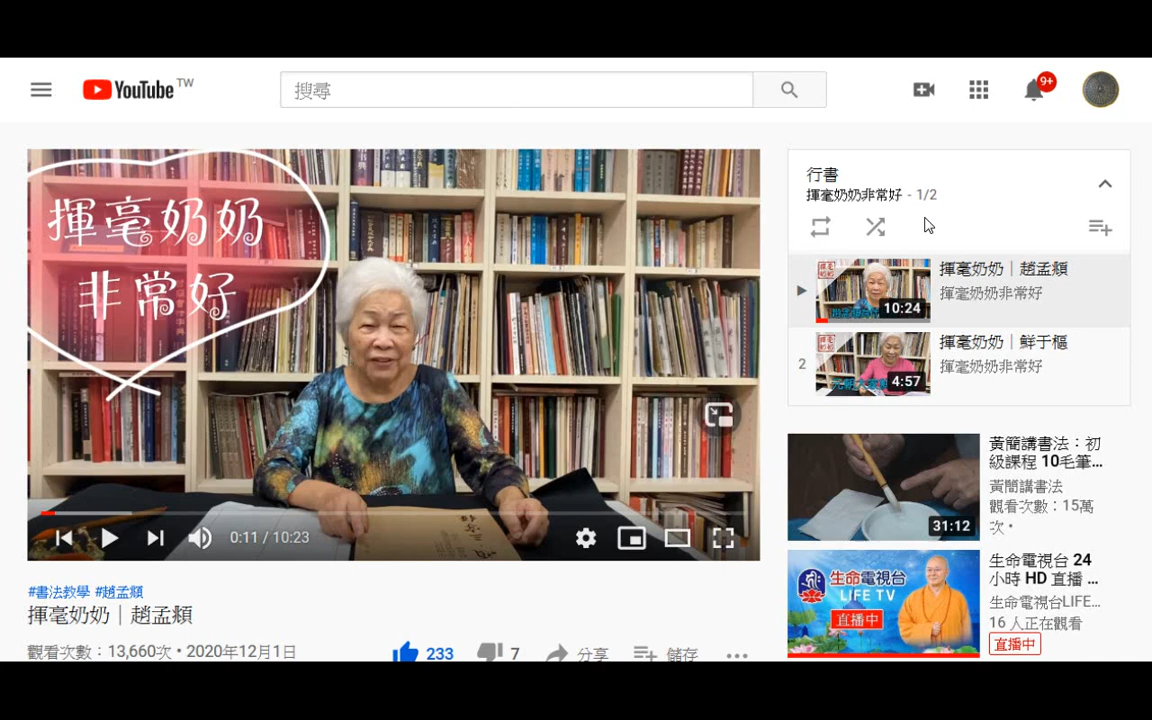 YouTube TW
搜尋
9+
揮毫奶奶
非常好
0:11 / 10:23
#書法教學 #趙孟頫
揮毫奶奶｜趙孟頫
觀看次數：13,660次 • 2020年12月1日
233
7
分享
儲存
行書
揮毫奶奶非常好 - 1/2
10:24
揮毫奶奶｜趙孟頫
揮毫奶奶非常好
2
4:57
揮毫奶奶｜鮮于樞
揮毫奶奶非常好
31:12
黃簡講書法：初
級課程 10毛筆...
黃簡講書法
觀看次數：15萬
次 •
生命電視台
LIFE TV
直播中
生命電視台 24
小時 HD 直播 ...
生命電視台LIFE...
16 人正在觀看
直播中